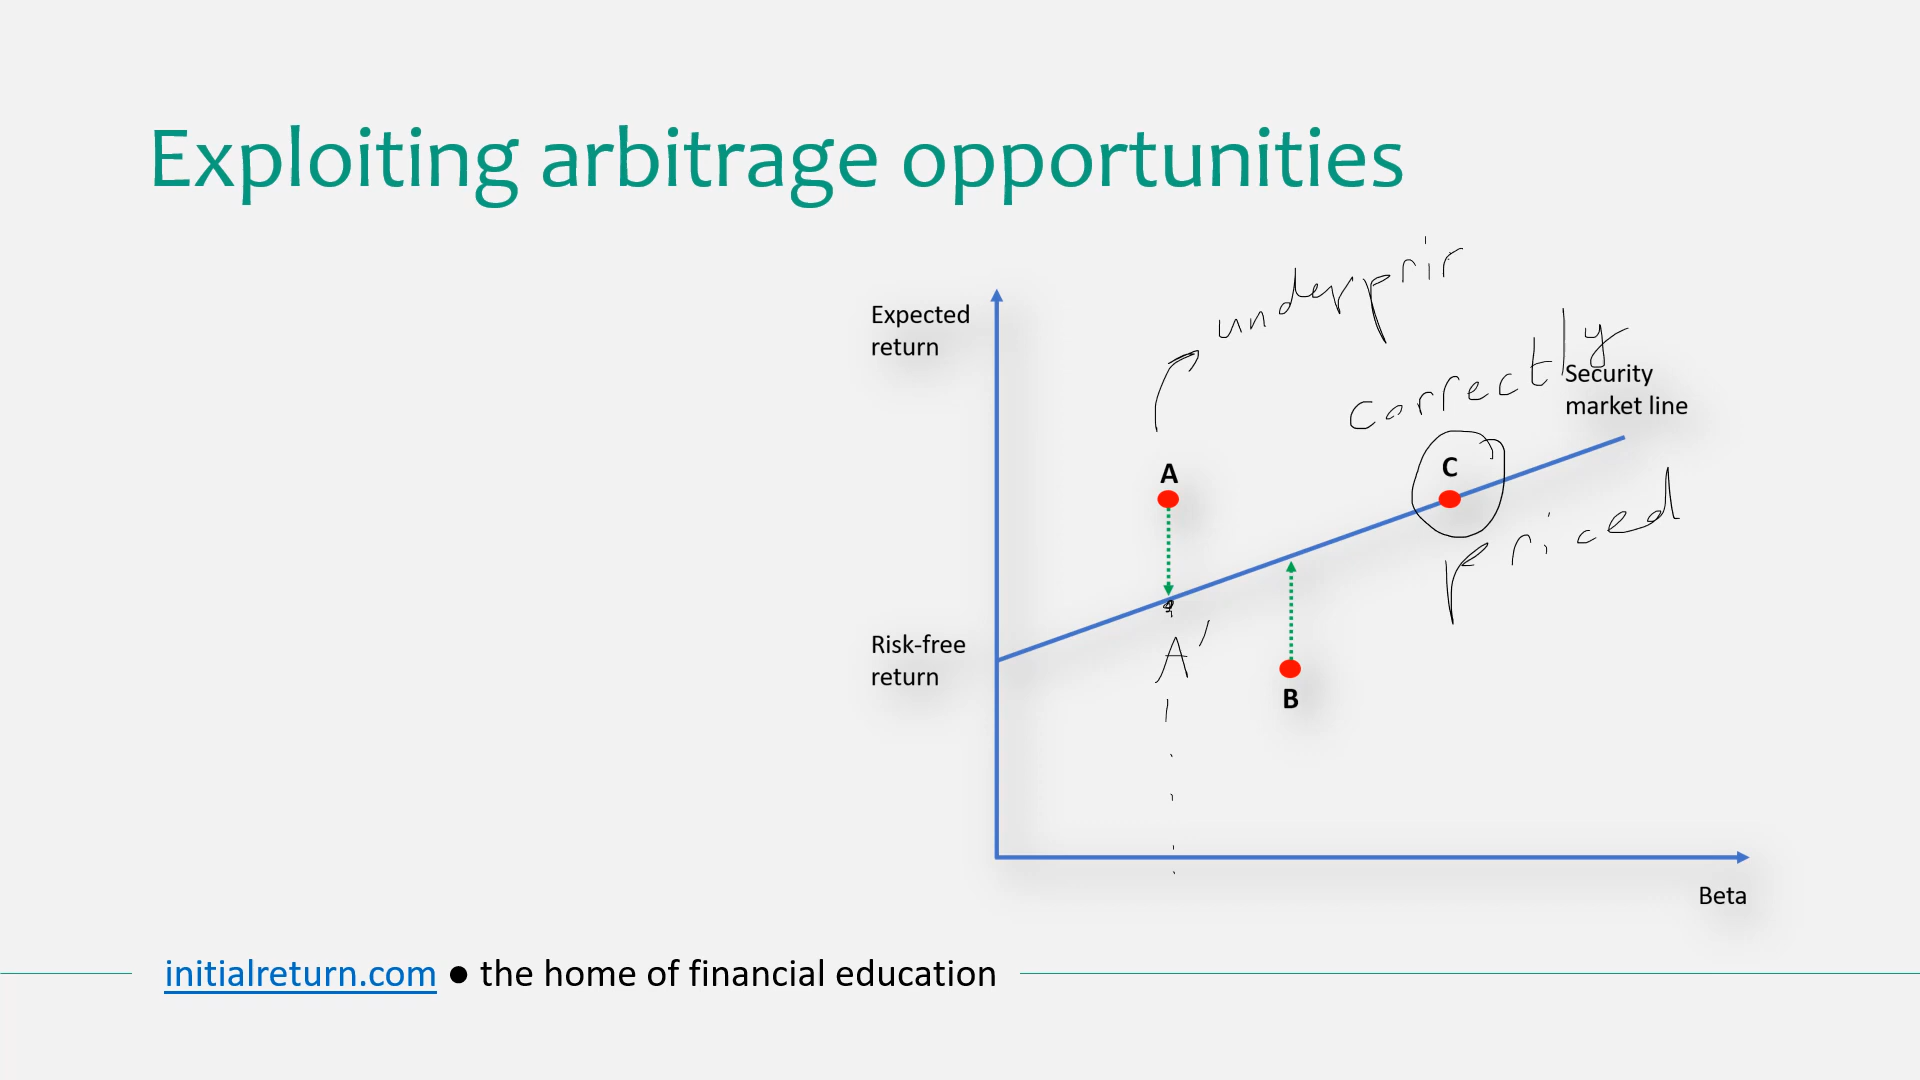 Exploiting arbitrage opportunities
underpric
Expected
return
correctly
Security
market line
A
C
priced
A'
Risk-free
return
B
Beta
initialreturn.com ● the home of financial education